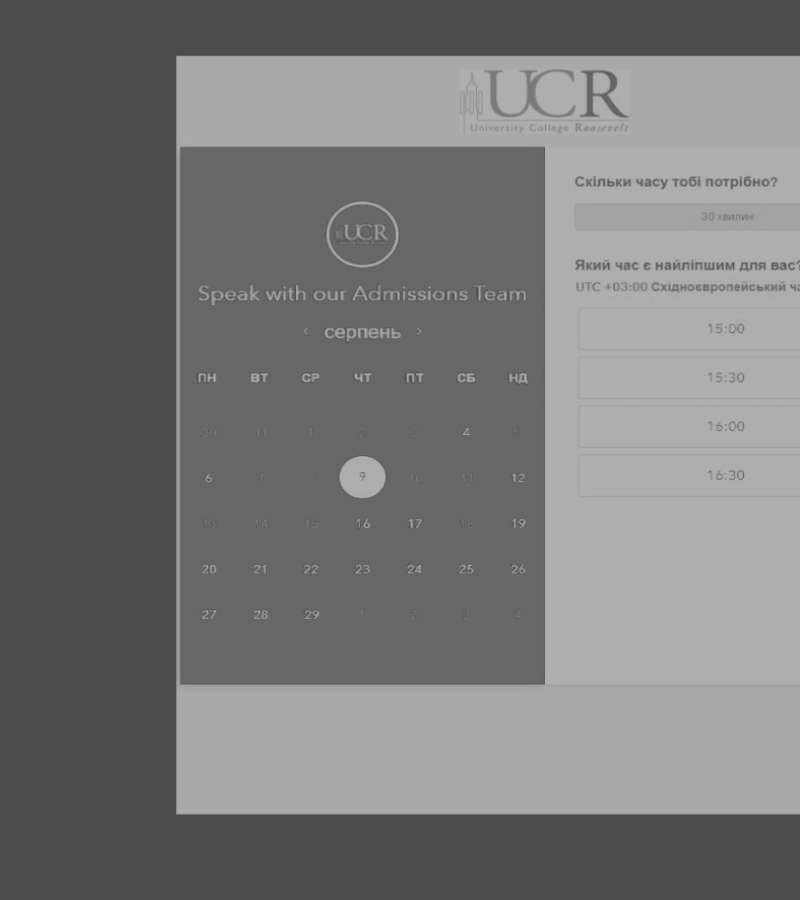 UCR
University College Roosevelt
UCR
Speak with our Admissions Team
‹ серпень ›
ПН ВТ СР ЧТ ПТ СБ НД
30 31 1 2 3 4 5
6 7 8 9 10 11 12
13 14 15 16 17 18 19
20 21 22 23 24 25 26
27 28 29 1 2 3 4
Скільки часу тобі потрібно?
30 хвилин
Який час є найліпшим для вас?
UTC +03:00 Східноєвропейський ча
15:00
15:30
16:00
16:30